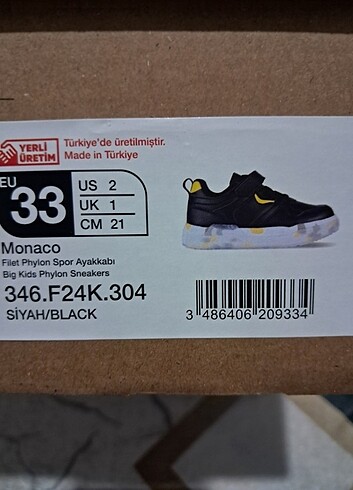 YERLİ
ÜRETİM
Türkiye'de üretilmiştir.
Made in Türkiye
EU
33
US 2
UK 1
CM 21
Monaco
Filet Phylon Spor Ayakkabı
Big Kids Phylon Sneakers
346.F24K.304
SİYAH/BLACK
3 486406 209334